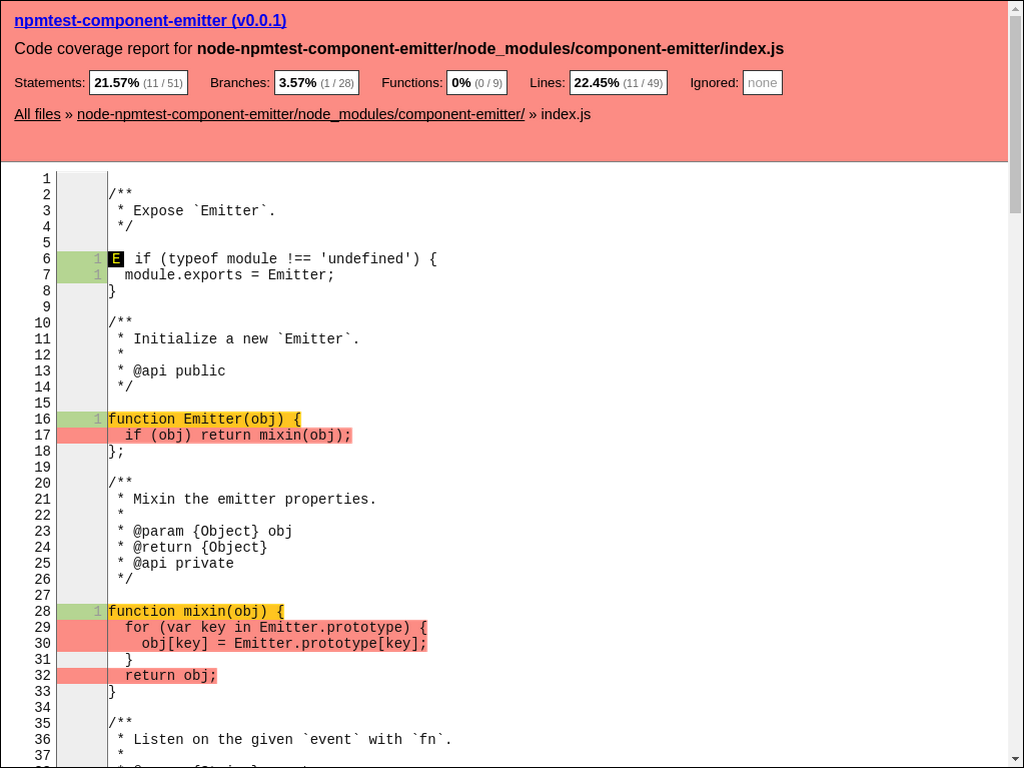 npmtest-component-emitter (v0.0.1)
Code coverage report for node-npmtest-component-emitter/node_modules/component-emitter/index.js
Statements: 21.57% (11 / 51) Branches: 3.57% (1 / 28) Functions: 0% (0 / 9) Lines: 22.45% (11 / 49) Ignored: none
All files » node-npmtest-component-emitter/node_modules/component-emitter/ » index.js
1
2 /**
3 * Expose `Emitter`.
4 */
5
6 1 E if (typeof module !== 'undefined') {
7 1 module.exports = Emitter;
8 }
9
10 /**
11 * Initialize a new `Emitter`.
12 *
13 * @api public
14 */
15
16 1 function Emitter(obj) {
17 if (obj) return mixin(obj);
18 };
19
20 /**
21 * Mixin the emitter properties.
22 *
23 * @param {Object} obj
24 * @return {Object}
25 * @api private
26 */
27
28 1 function mixin(obj) {
29 for (var key in Emitter.prototype) {
30 obj[key] = Emitter.prototype[key];
31 }
32 return obj;
33 }
34
35 /**
36 * Listen on the given `event` with `fn`.
37 *